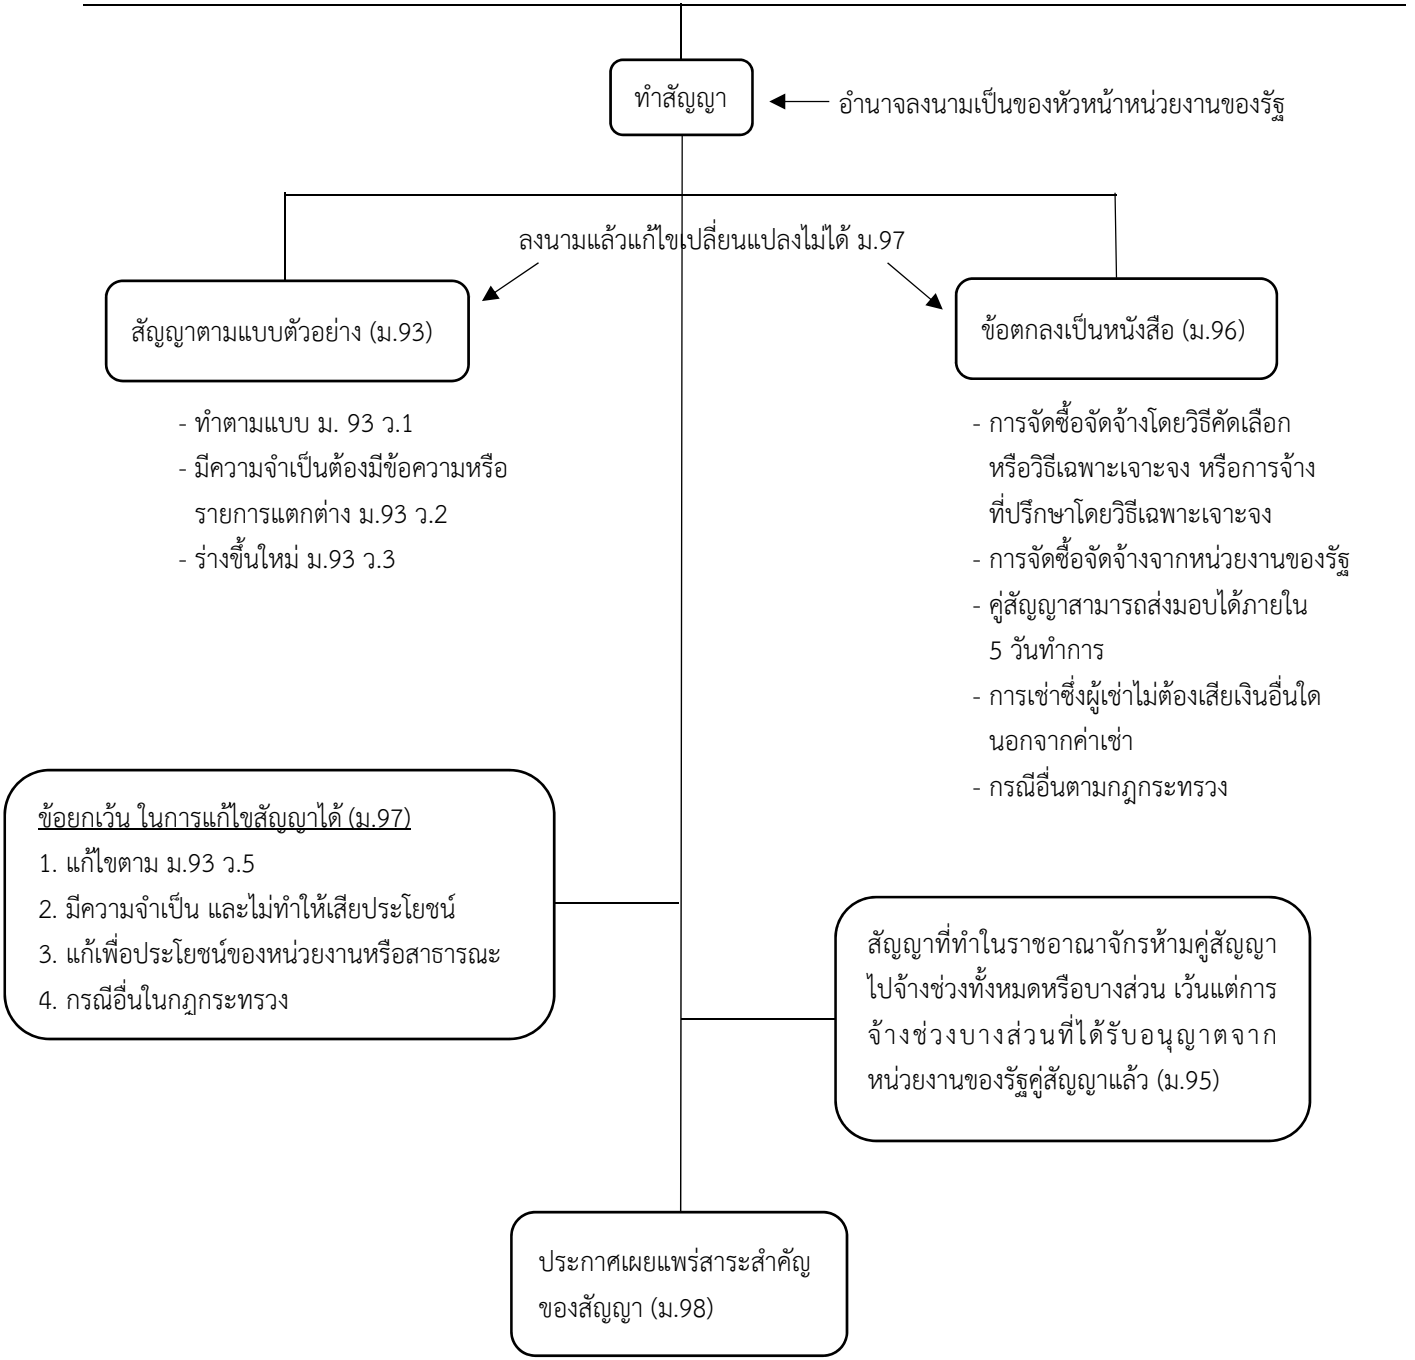 ทำสัญญา
อำนาจลงนามเป็นของหัวหน้าหน่วยงานของรัฐ
ลงนามแล้วแก้ไขเปลี่ยนแปลงไม่ได้ ม.97
สัญญาตามแบบตัวอย่าง (ม.93)
- ทำตามแบบ ม. 93 ว.1
- มีความจำเป็นต้องมีข้อความหรือ
รายการแตกต่าง ม.93 ว.2
- ร่างขึ้นใหม่ ม.93 ว.3
ข้อตกลงเป็นหนังสือ (ม.96)
- การจัดซื้อจัดจ้างโดยวิธีคัดเลือก
หรือวิธีเฉพาะเจาะจง หรือการจ้าง
ที่ปรึกษาโดยวิธีเฉพาะเจาะจง
- การจัดซื้อจัดจ้างจากหน่วยงานของรัฐ
- คู่สัญญาสามารถส่งมอบได้ภายใน
5 วันทำการ
- การเช่าซึ่งผู้เช่าไม่ต้องเสียเงินอื่นใด
นอกจากค่าเช่า
- กรณีอื่นตามกฎกระทรวง
ข้อยกเว้น ในการแก้ไขสัญญาได้ (ม.97)
1. แก้ไขตาม ม.93 ว.5
2. มีความจำเป็น และไม่ทำให้เสียประโยชน์
3. แก้เพื่อประโยชน์ของหน่วยงานหรือสาธารณะ
4. กรณีอื่นในกฎกระทรวง
สัญญาที่ทำในราชอาณาจักรห้ามคู่สัญญา
ไปจ้างช่วงทั้งหมดหรือบางส่วน เว้นแต่การ
จ้างช่วงบางส่วนที่ได้รับอนุญาตจาก
หน่วยงานของรัฐคู่สัญญาแล้ว (ม.95)
ประกาศเผยแพร่สาระสำคัญ
ของสัญญา (ม.98)